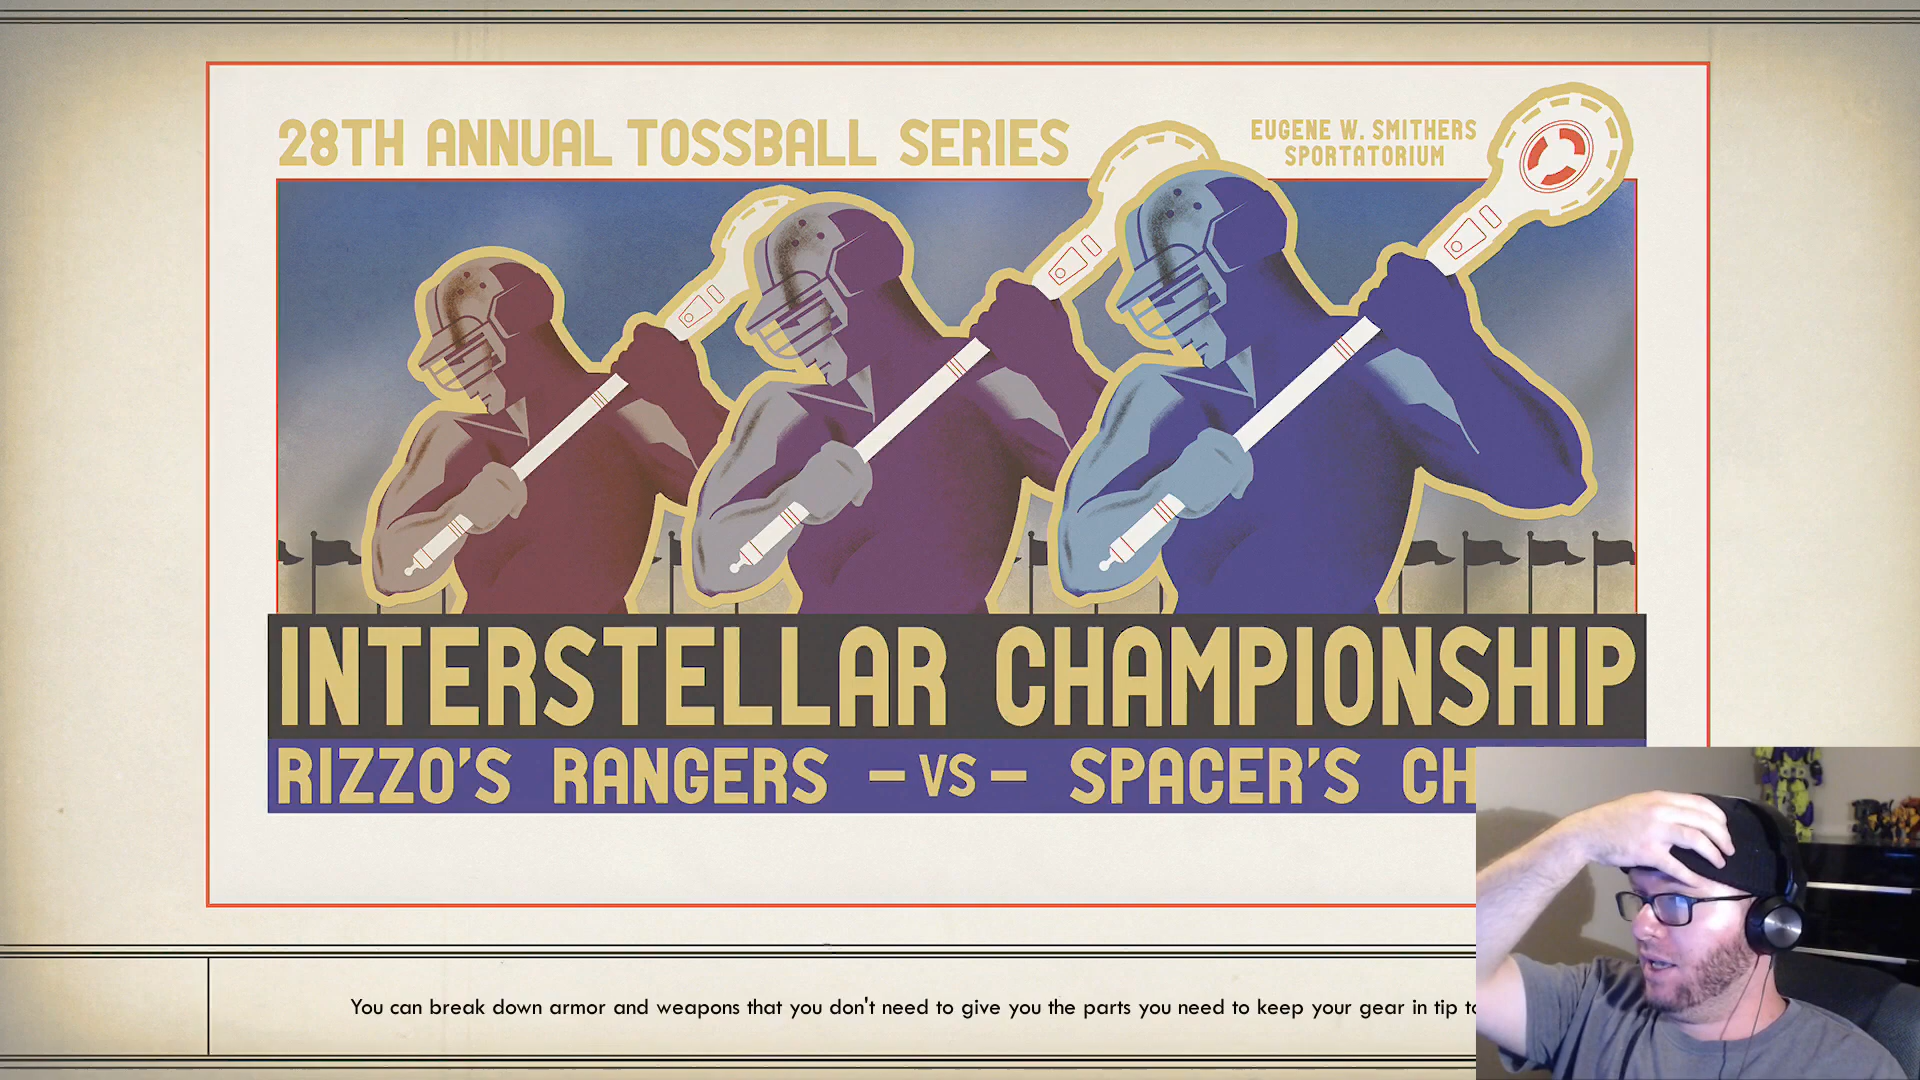 28TH ANNUAL TOSSBALL SERIES
EUGENE W. SMITHERS
SPORTATORIUM
INTERSTELLAR CHAMPIONSHIP
RIZZO'S RANGERS – VS – SPACER'S CH
You can break down armor and weapons that you don't need to give you the parts you need to keep your gear in tip